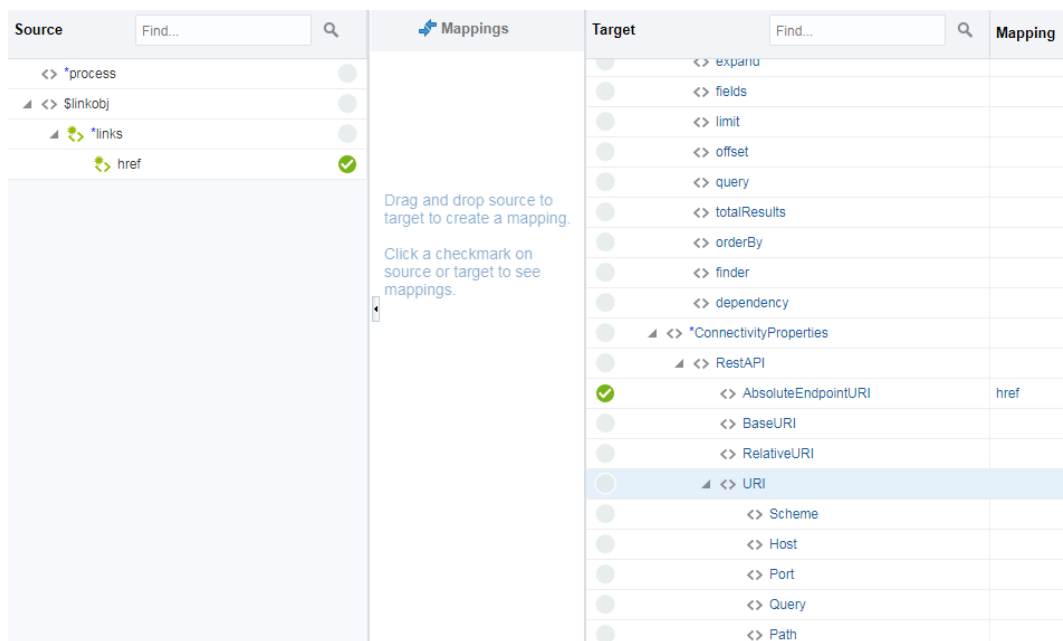 Source
Find...
Mappings
Target
Find...
Mapping
*process
$linkobj
*links
href
Drag and drop source to
target to create a mapping.
Click a checkmark on
source or target to see
mappings.
expand
fields
limit
offset
query
totalResults
orderBy
finder
dependency
*ConnectivityProperties
RestAPI
AbsoluteEndpointURI
href
BaseURI
RelativeURI
URI
Scheme
Host
Port
Query
Path